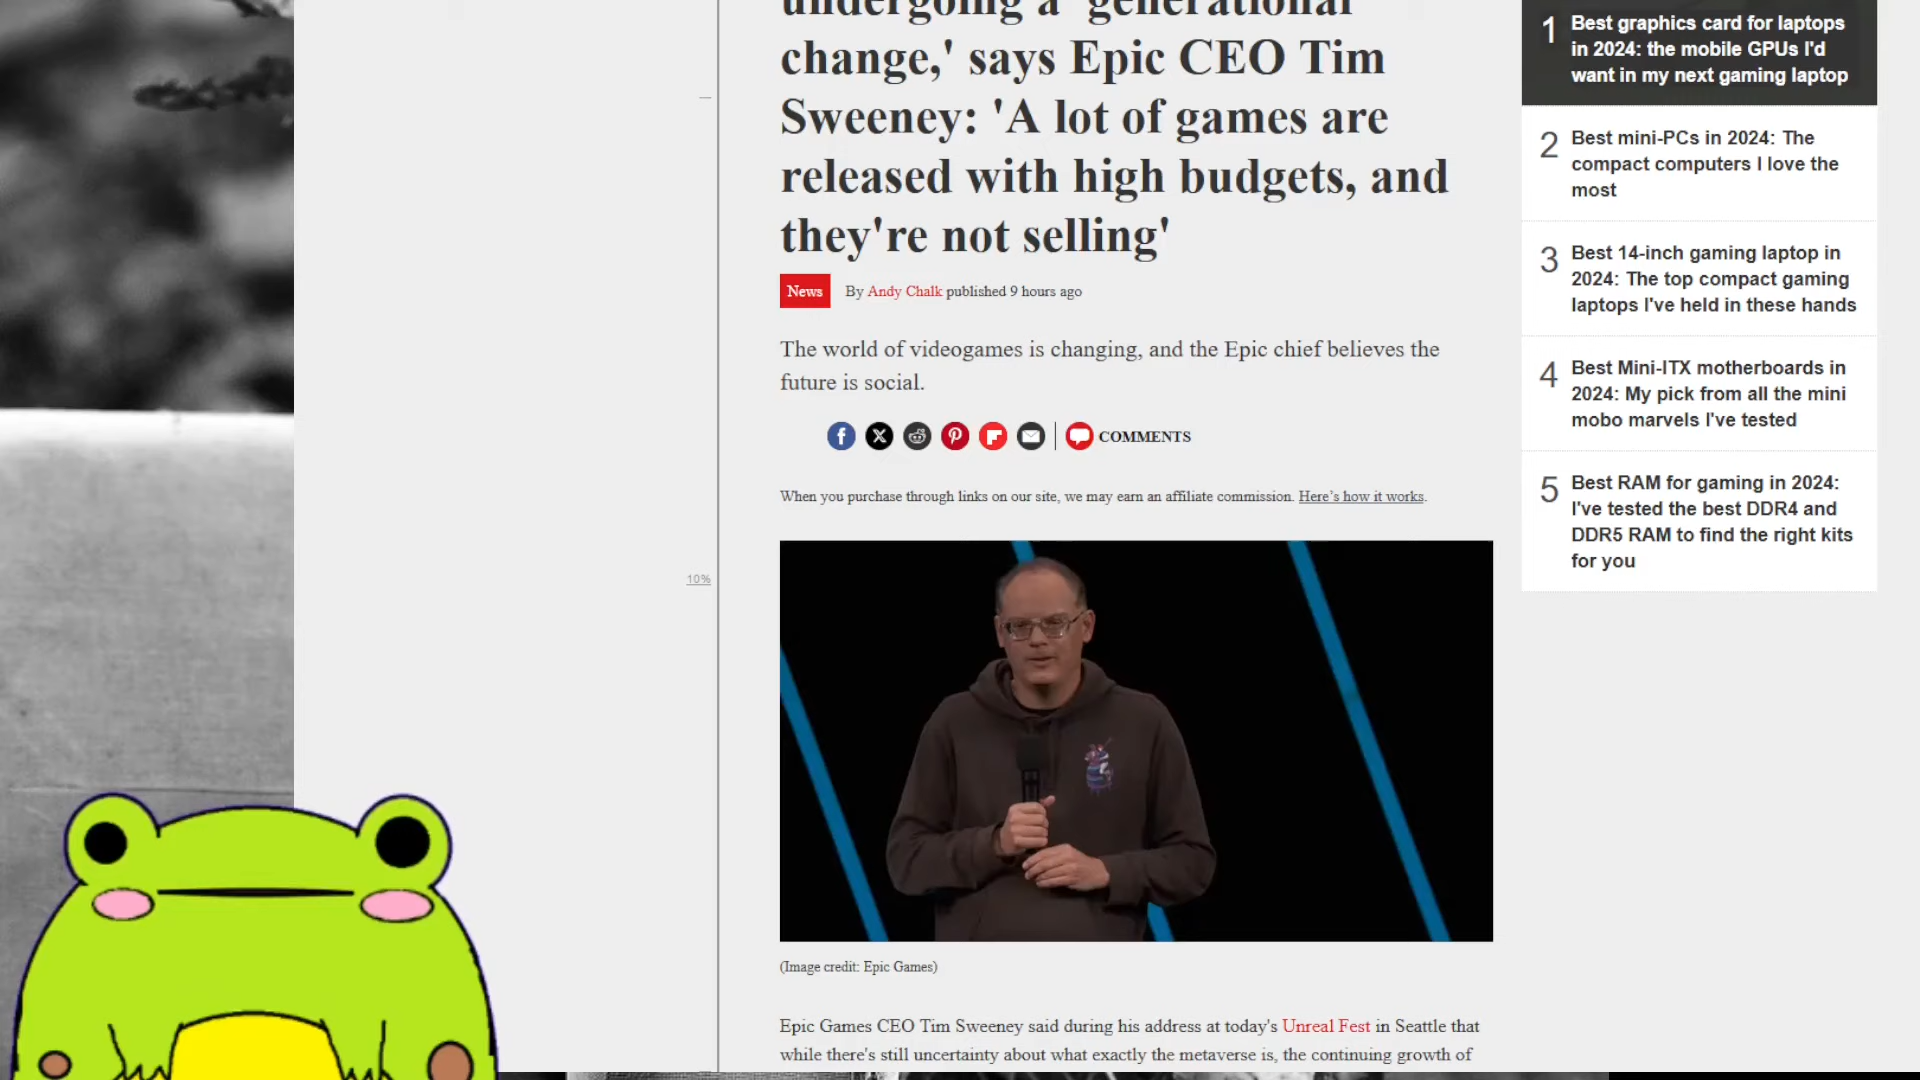 undergoing a 'generational
change,' says Epic CEO Tim
Sweeney: 'A lot of games are
released with high budgets, and
they're not selling'
News By Andy Chalk published 9 hours ago
The world of videogames is changing, and the Epic chief believes the
future is social.
COMMENTS
When you purchase through links on our site, we may earn an affiliate commission. Here’s how it works.
10%
(Image credit: Epic Games)
Epic Games CEO Tim Sweeney said during his address at today's Unreal Fest in Seattle that
while there's still uncertainty about what exactly the metaverse is, the continuing growth of
1 Best graphics card for laptops
in 2024: the mobile GPUs I'd
want in my next gaming laptop
2 Best mini-PCs in 2024: The
compact computers I love the
most
3 Best 14-inch gaming laptop in
2024: The top compact gaming
laptops I've held in these hands
4 Best Mini-ITX motherboards in
2024: My pick from all the mini
mobo marvels I've tested
5 Best RAM for gaming in 2024:
I've tested the best DDR4 and
DDR5 RAM to find the right kits
for you